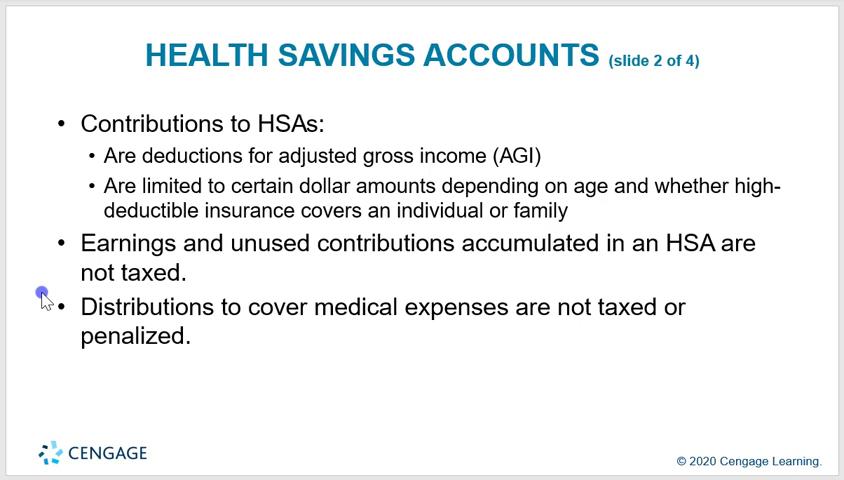 HEALTH SAVINGS ACCOUNTS (slide 2 of 4)
• Contributions to HSAs:
• Are deductions for adjusted gross income (AGI)
• Are limited to certain dollar amounts depending on age and whether high-
deductible insurance covers an individual or family
• Earnings and unused contributions accumulated in an HSA are
not taxed.
• Distributions to cover medical expenses are not taxed or
penalized.
CENGAGE
© 2020 Cengage Learning.